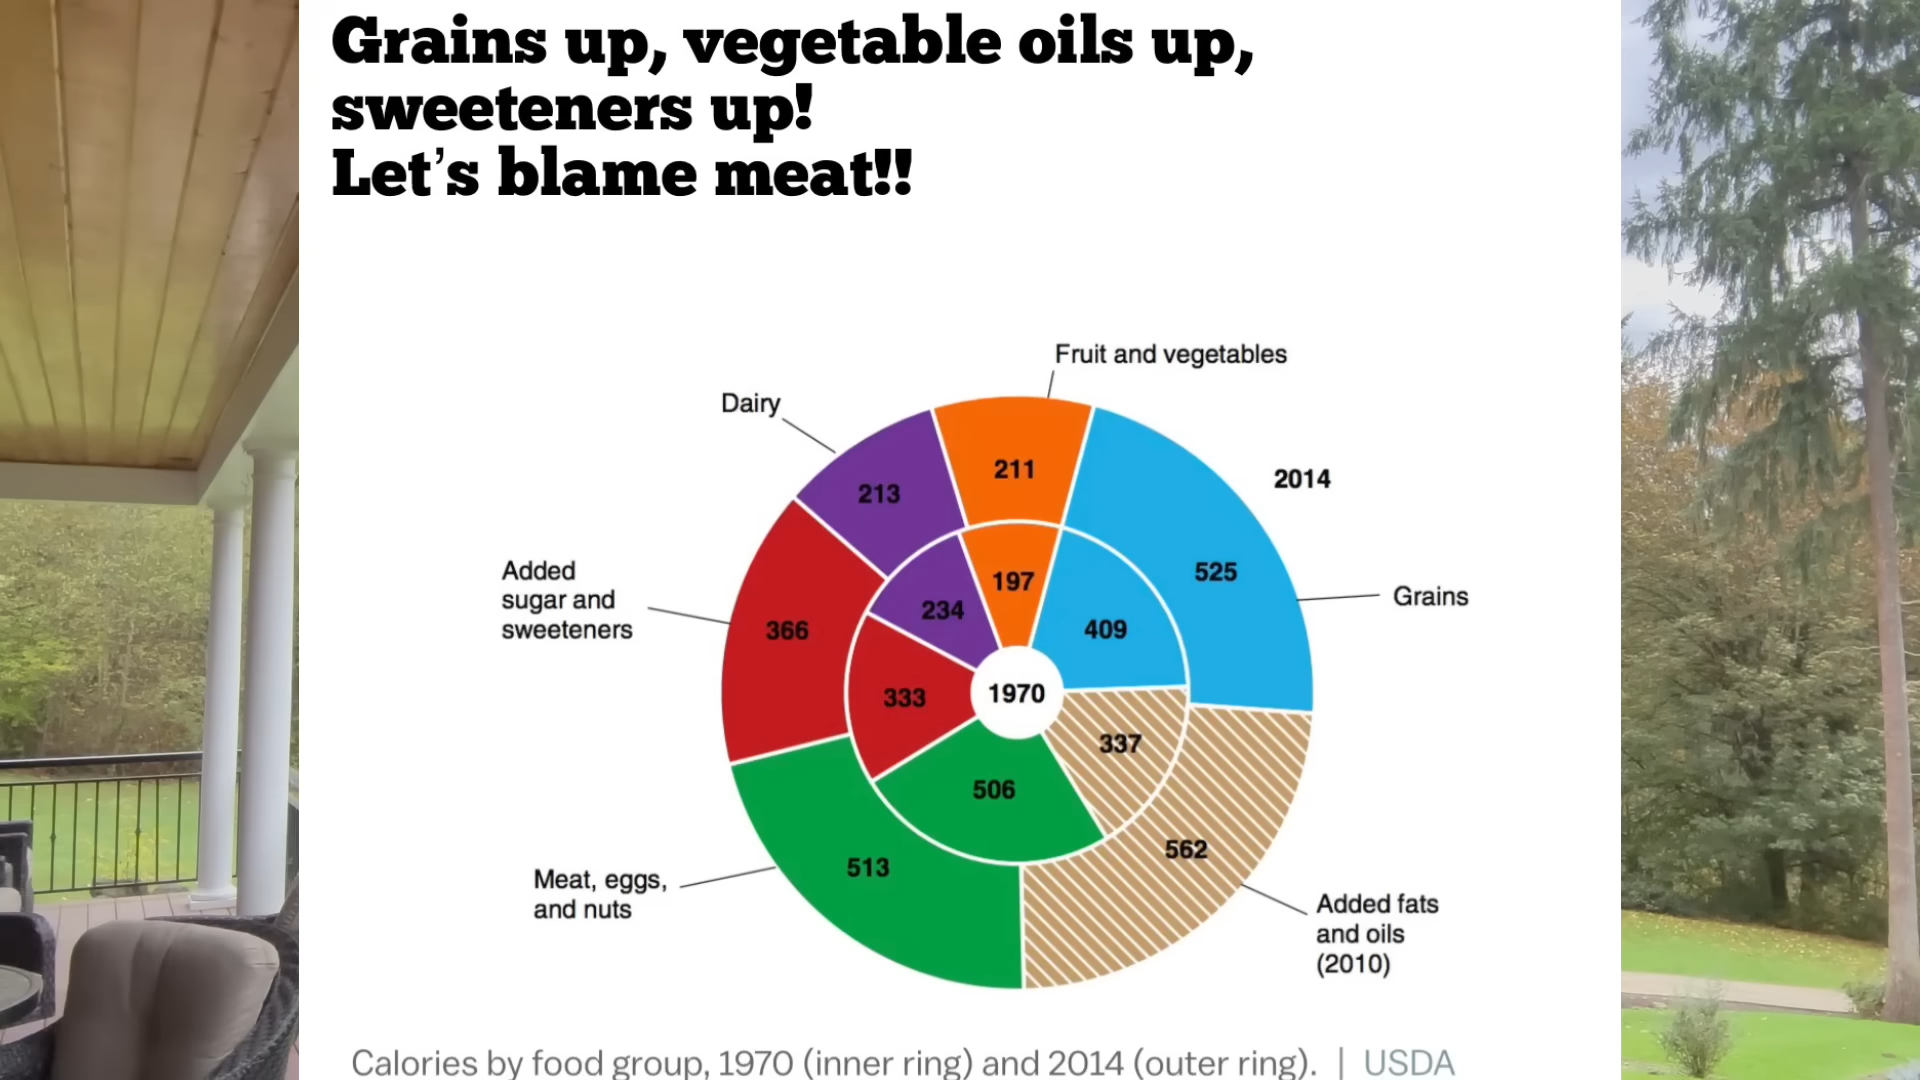 Grains up, vegetable oils up,
sweeteners up!
Let's blame meat!!
Fruit and vegetables
Dairy
211
213
2014
Added
sugar and
sweeteners
525
Grains
366
197
234
409
333
1970
337
506
562
513
Meat, eggs,
and nuts
Added fats
and oils
(2010)
Calories by food group, 1970 (inner ring) and 2014 (outer ring). | USDA